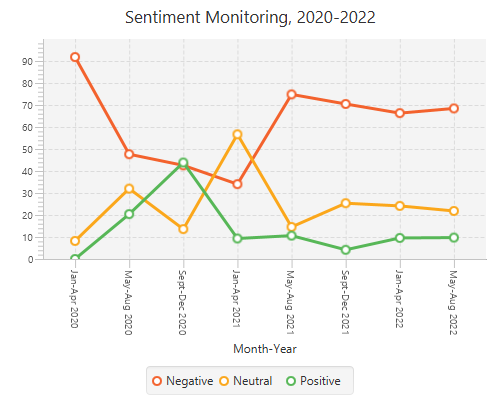 Sentiment Monitoring, 2020-2022
90
80
70
60
50
40
30
20
10
0
Jan-Apr 2020
May-Aug 2020
Sept-Dec 2020
Jan-Apr 2021
May-Aug 2021
Sept-Dec 2021
Jan-Apr 2022
May-Aug 2022
Month-Year
Negative Neutral Positive